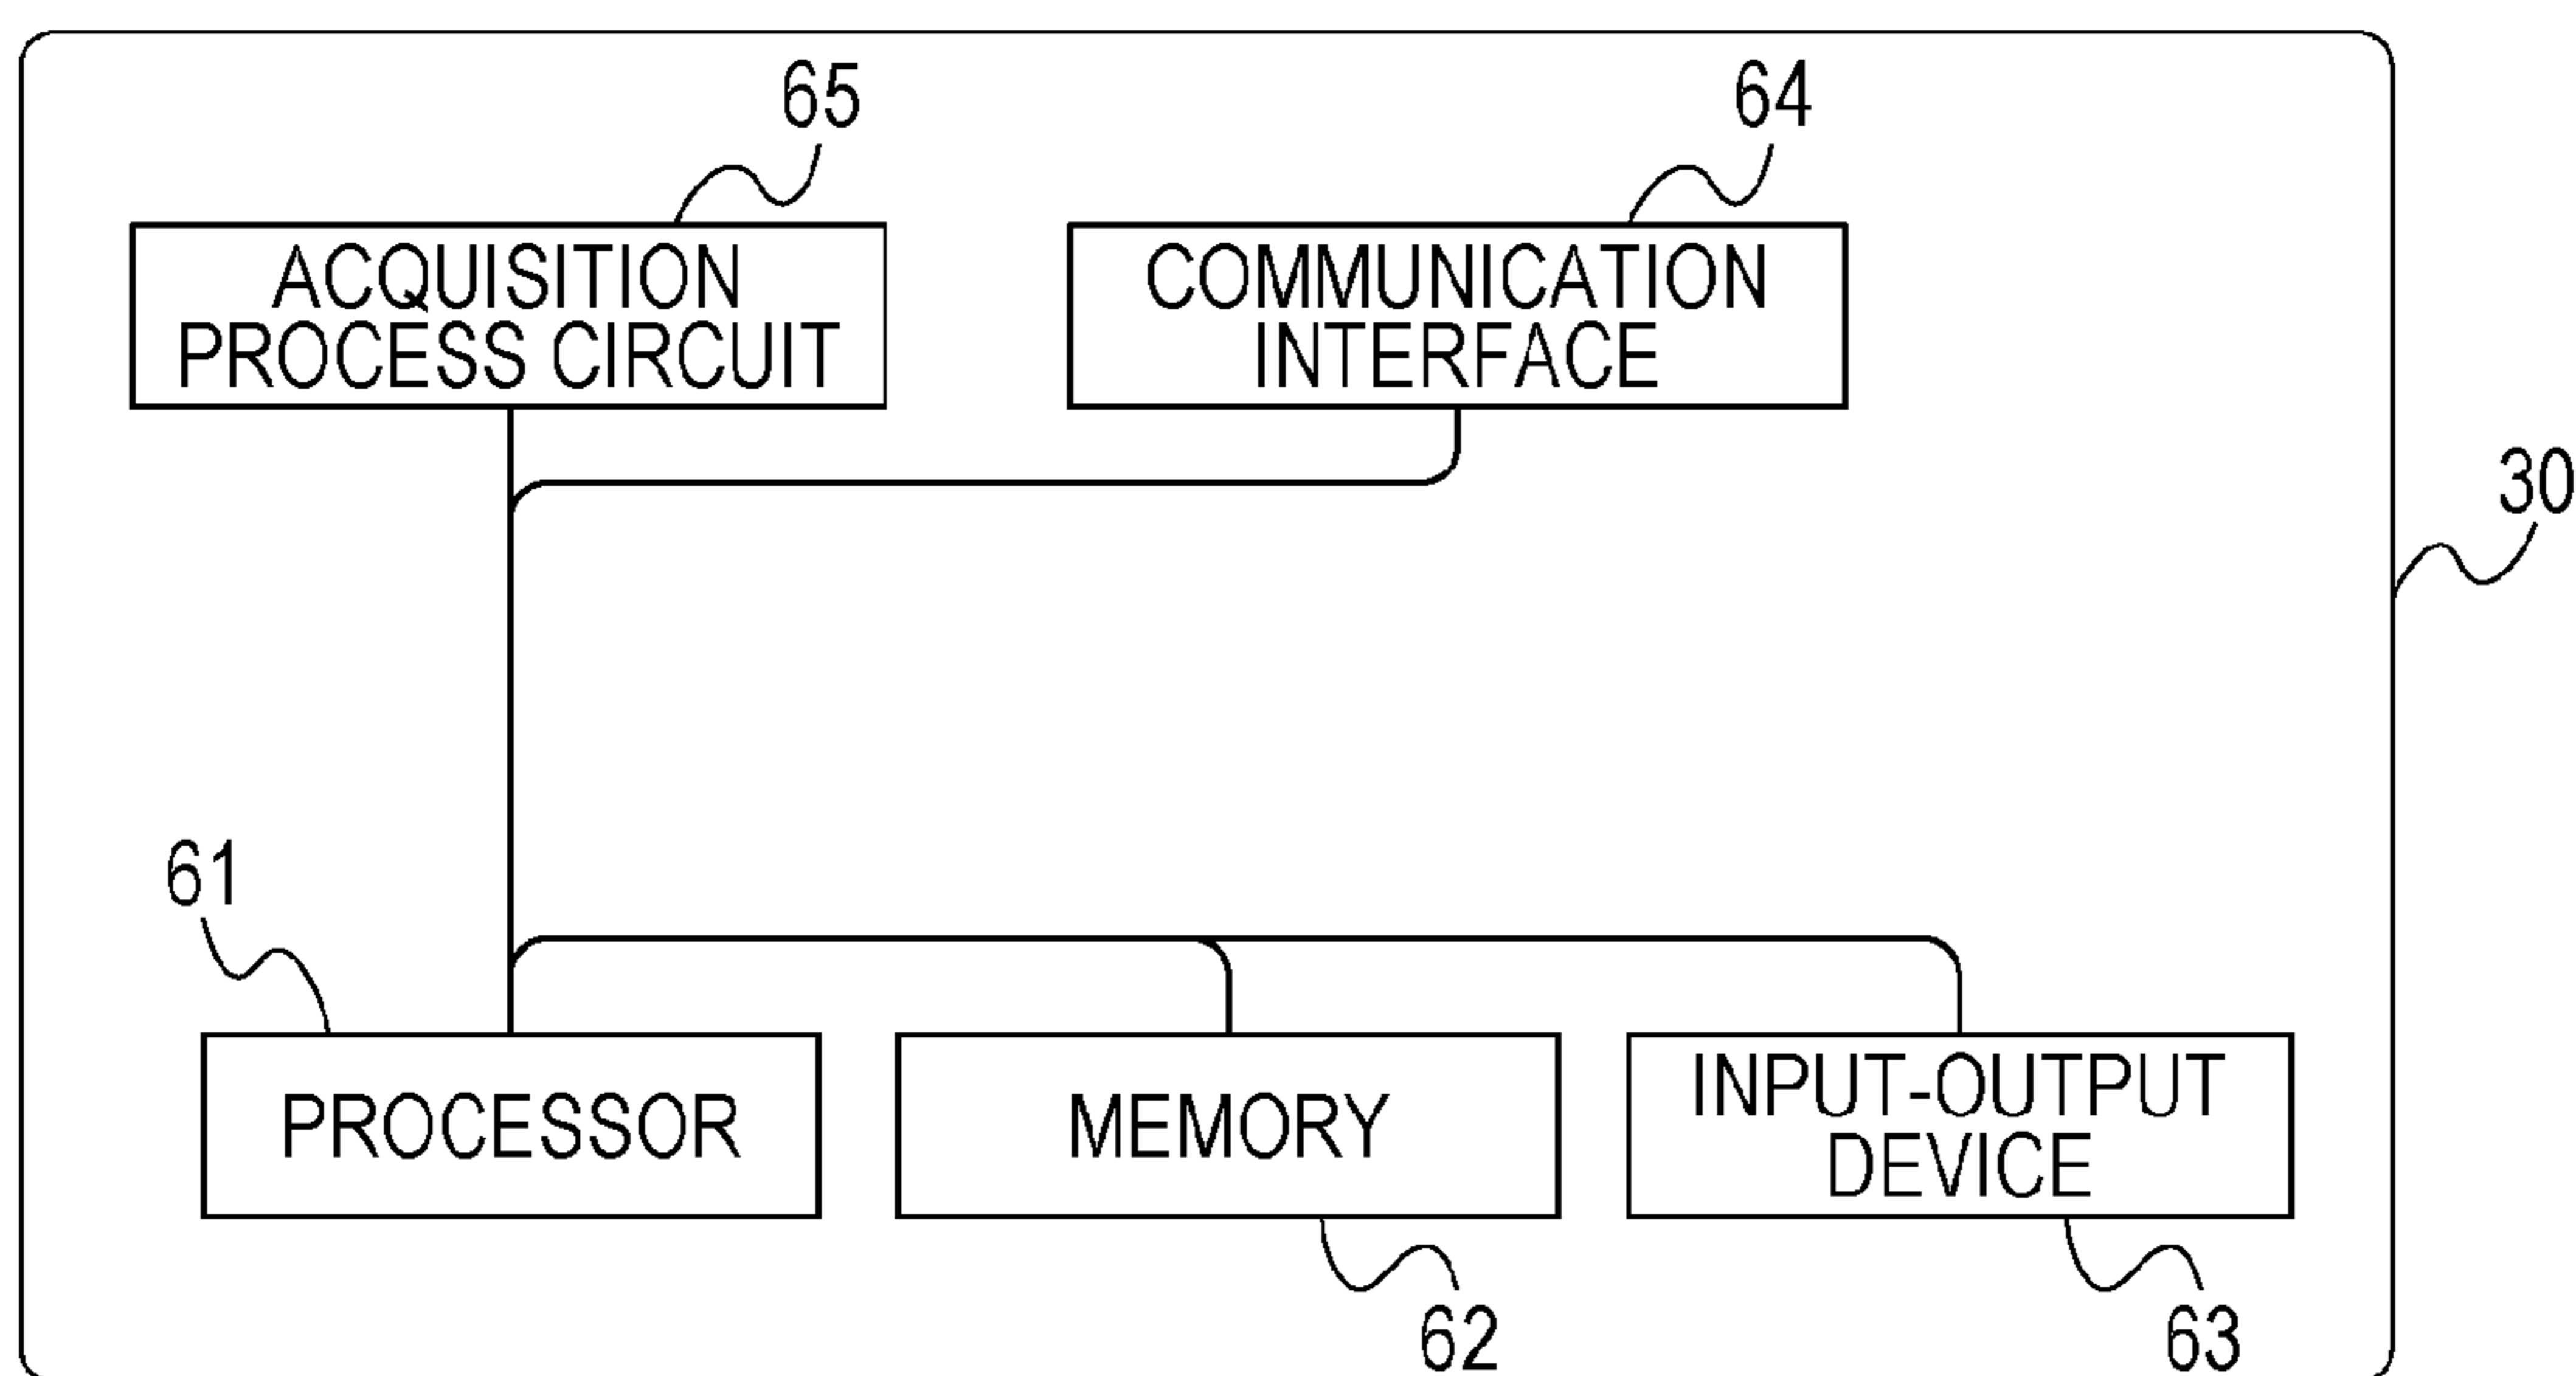 65
64
ACQUISITION
PROCESS CIRCUIT
COMMUNICATION
INTERFACE
30
61
PROCESSOR
MEMORY
INPUT-OUTPUT
DEVICE
62
63